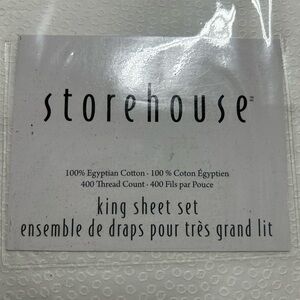 storehouse™
100% Egyptian Cotton · 100 % Coton Égyptien
400 Thread Count · 400 Fils par Pouce
king sheet set
ensemble de draps pour très grand lit